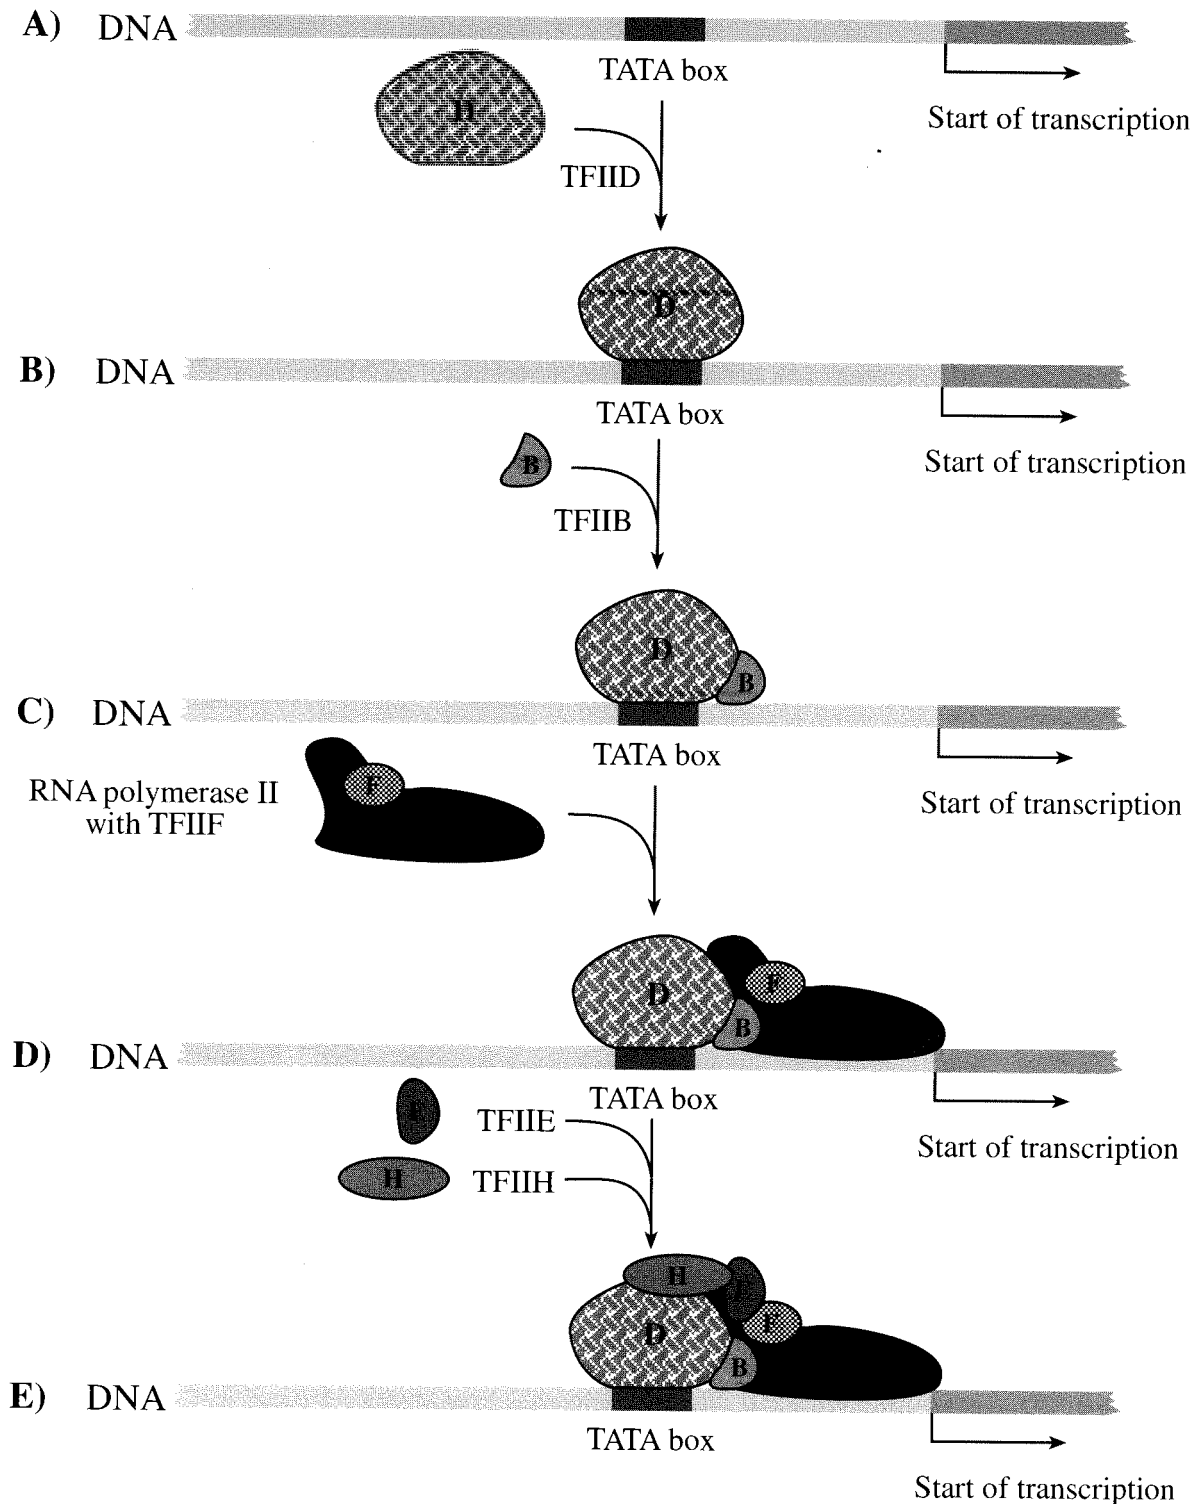 A) DNA
TATA box
Start of transcription
D
TFIID
D
B) DNA
TATA box
Start of transcription
B
TFIIB
D
B
C) DNA
TATA box
Start of transcription
RNA polymerase II
with TFIIF
F
D
F
B
D) DNA
TATA box
Start of transcription
E
TFIIE
H
TFIIH
H
E
F
D
B
E) DNA
TATA box
Start of transcription